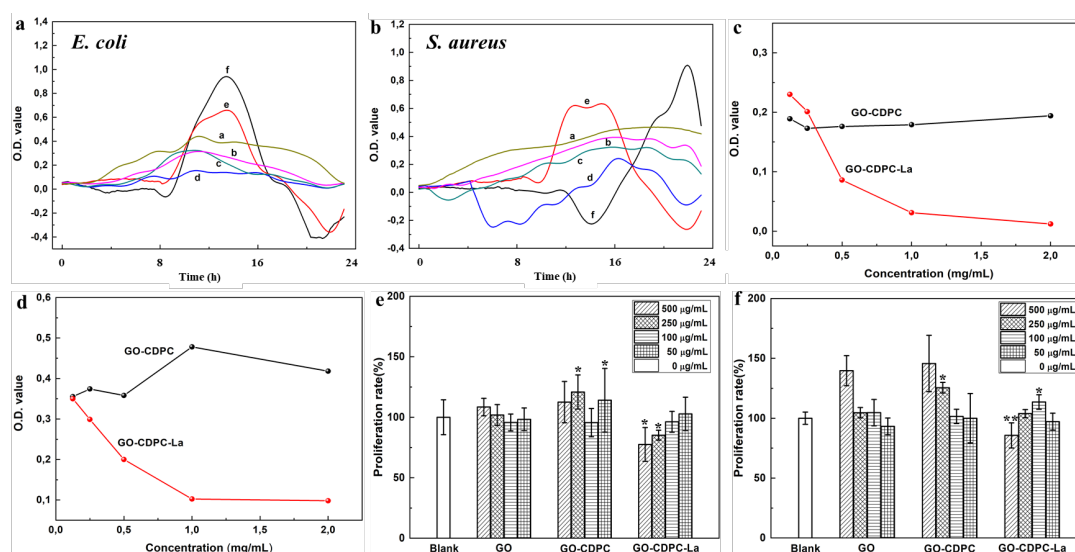 a
E. coli
O.D. value
1,2
1,0
0,8
0,6
0,4
0,2
0,0
-0,2
-0,4
f
e
a
b
c
d
0
8
16
24
Time (h)
b
S. aureus
O.D. value
1,2
1,0
0,8
0,6
0,4
0,2
0,0
-0,2
-0,4
e
a
b
c
d
f
0
8
16
24
Time (h)
c
O.D. value
0,3
0,2
0,1
0,0
GO-CDPC
GO-CDPC-La
0,0
0,5
1,0
1,5
2,0
Concentration (mg/mL)
d
O.D. value
0,6
0,5
0,4
0,3
0,2
0,1
GO-CDPC
GO-CDPC-La
0,0
0,5
1,0
1,5
2,0
Concentration (mg/mL)
e
Proliferation rate(%)
200
150
100
50
0
500 μg/mL
250 μg/mL
100 μg/mL
50 μg/mL
0 μg/mL
*
*
*
*
Blank
GO
GO-CDPC
GO-CDPC-La
f
Proliferation rate(%)
200
150
100
50
0
500 μg/mL
250 μg/mL
100 μg/mL
50 μg/mL
0 μg/mL
*
**
*
Blank
GO
GO-CDPC
GO-CDPC-La